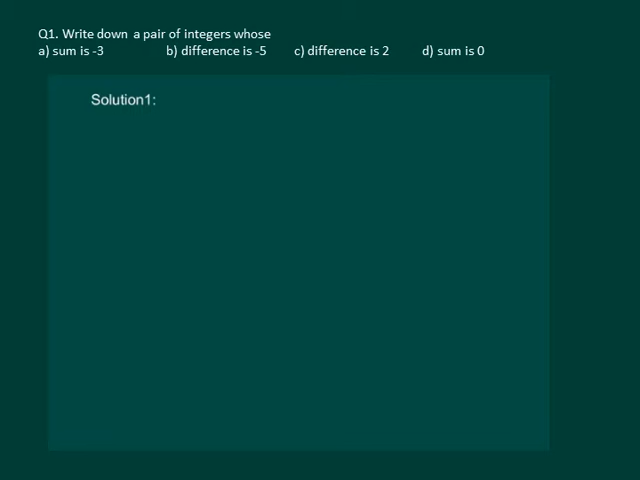 Q1. Write down a pair of integers whose
a) sum is -3 b) difference is -5 c) difference is 2 d) sum is 0
Solution1: